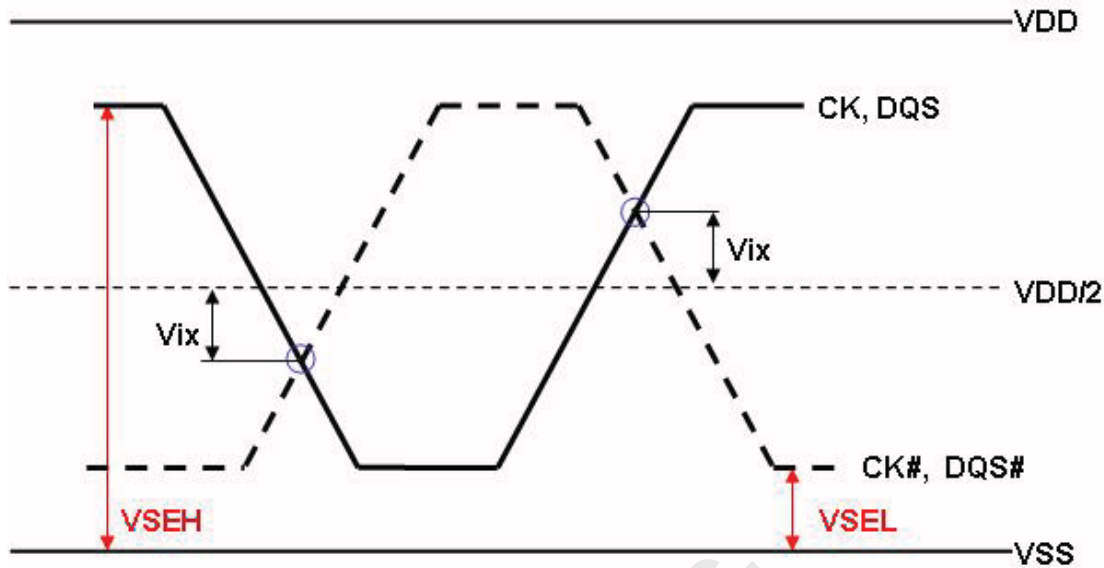 VDD
CK, DQS
Vix
VDD/2
Vix
CK#, DQS#
VSEH
VSEL
VSS